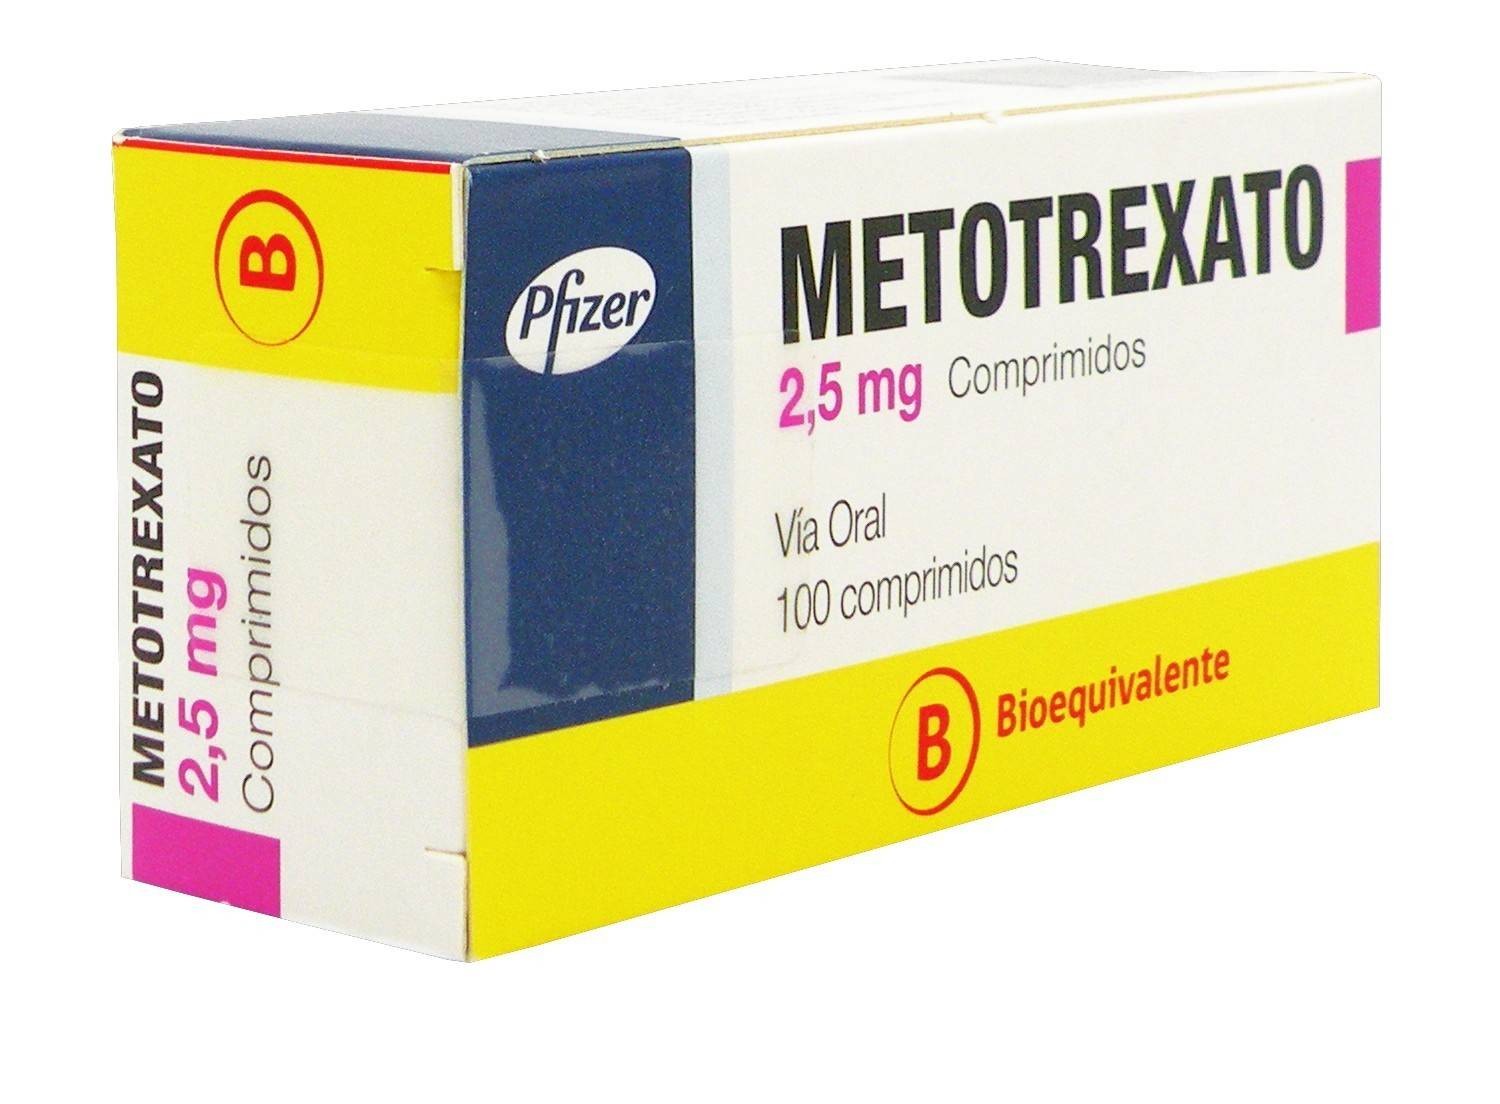 B
METOTREXATO
2,5 mg
Comprimidos
Pfizer
METOTREXATO
2,5 mg Comprimidos
Vía Oral
100 comprimidos
B Bioequivalente